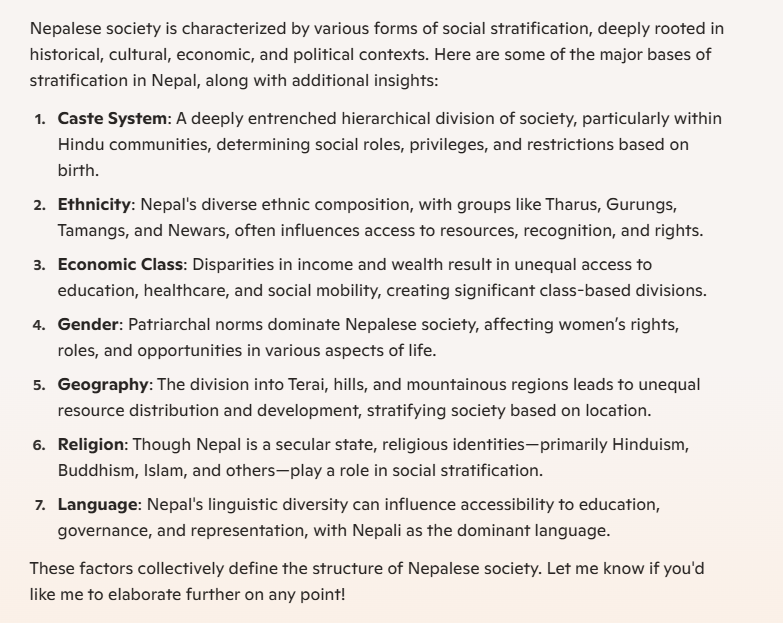 Nepalese society is characterized by various forms of social stratification, deeply rooted in
historical, cultural, economic, and political contexts. Here are some of the major bases of
stratification in Nepal, along with additional insights:
1. Caste System: A deeply entrenched hierarchical division of society, particularly within
Hindu communities, determining social roles, privileges, and restrictions based on
birth.
2. Ethnicity: Nepal's diverse ethnic composition, with groups like Tharus, Gurungs,
Tamangs, and Newars, often influences access to resources, recognition, and rights.
3. Economic Class: Disparities in income and wealth result in unequal access to
education, healthcare, and social mobility, creating significant class-based divisions.
4. Gender: Patriarchal norms dominate Nepalese society, affecting women’s rights,
roles, and opportunities in various aspects of life.
5. Geography: The division into Terai, hills, and mountainous regions leads to unequal
resource distribution and development, stratifying society based on location.
6. Religion: Though Nepal is a secular state, religious identities—primarily Hinduism,
Buddhism, Islam, and others—play a role in social stratification.
7. Language: Nepal's linguistic diversity can influence accessibility to education,
governance, and representation, with Nepali as the dominant language.
These factors collectively define the structure of Nepalese society. Let me know if you'd
like me to elaborate further on any point!